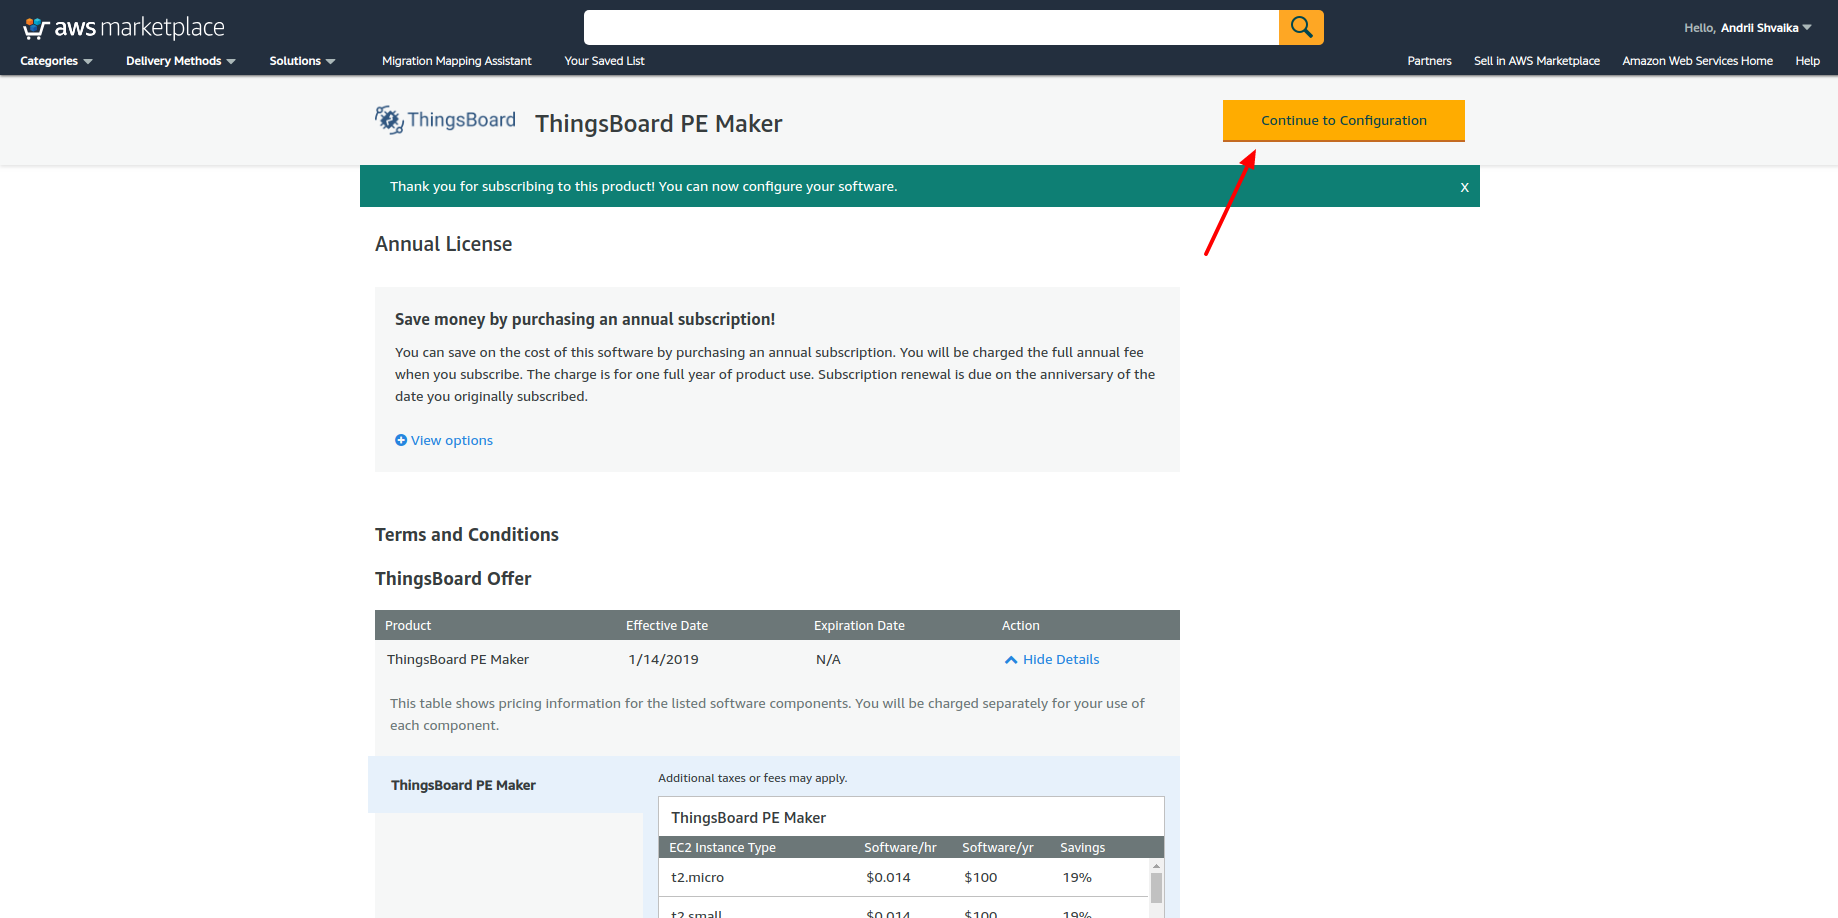 aws marketplace
Hello, Andrii Shvaika
Categories Delivery Methods Solutions Migration Mapping Assistant Your Saved List Partners Sell in AWS Marketplace Amazon Web Services Home Help
ThingsBoard ThingsBoard PE Maker Continue to Configuration
Thank you for subscribing to this product! You can now configure your software. X
Annual License
Save money by purchasing an annual subscription!
You can save on the cost of this software by purchasing an annual subscription. You will be charged the full annual fee
when you subscribe. The charge is for one full year of product use. Subscription renewal is due on the anniversary of the
date you originally subscribed.
View options
Terms and Conditions
ThingsBoard Offer
Product Effective Date Expiration Date Action
ThingsBoard PE Maker 1/14/2019 N/A Hide Details
This table shows pricing information for the listed software components. You will be charged separately for your use of
each component.
ThingsBoard PE Maker
Additional taxes or fees may apply.
ThingsBoard PE Maker
EC2 Instance Type Software/hr Software/yr Savings
t2.micro $0.014 $100 19%
t2.small $0.014 $100 19%